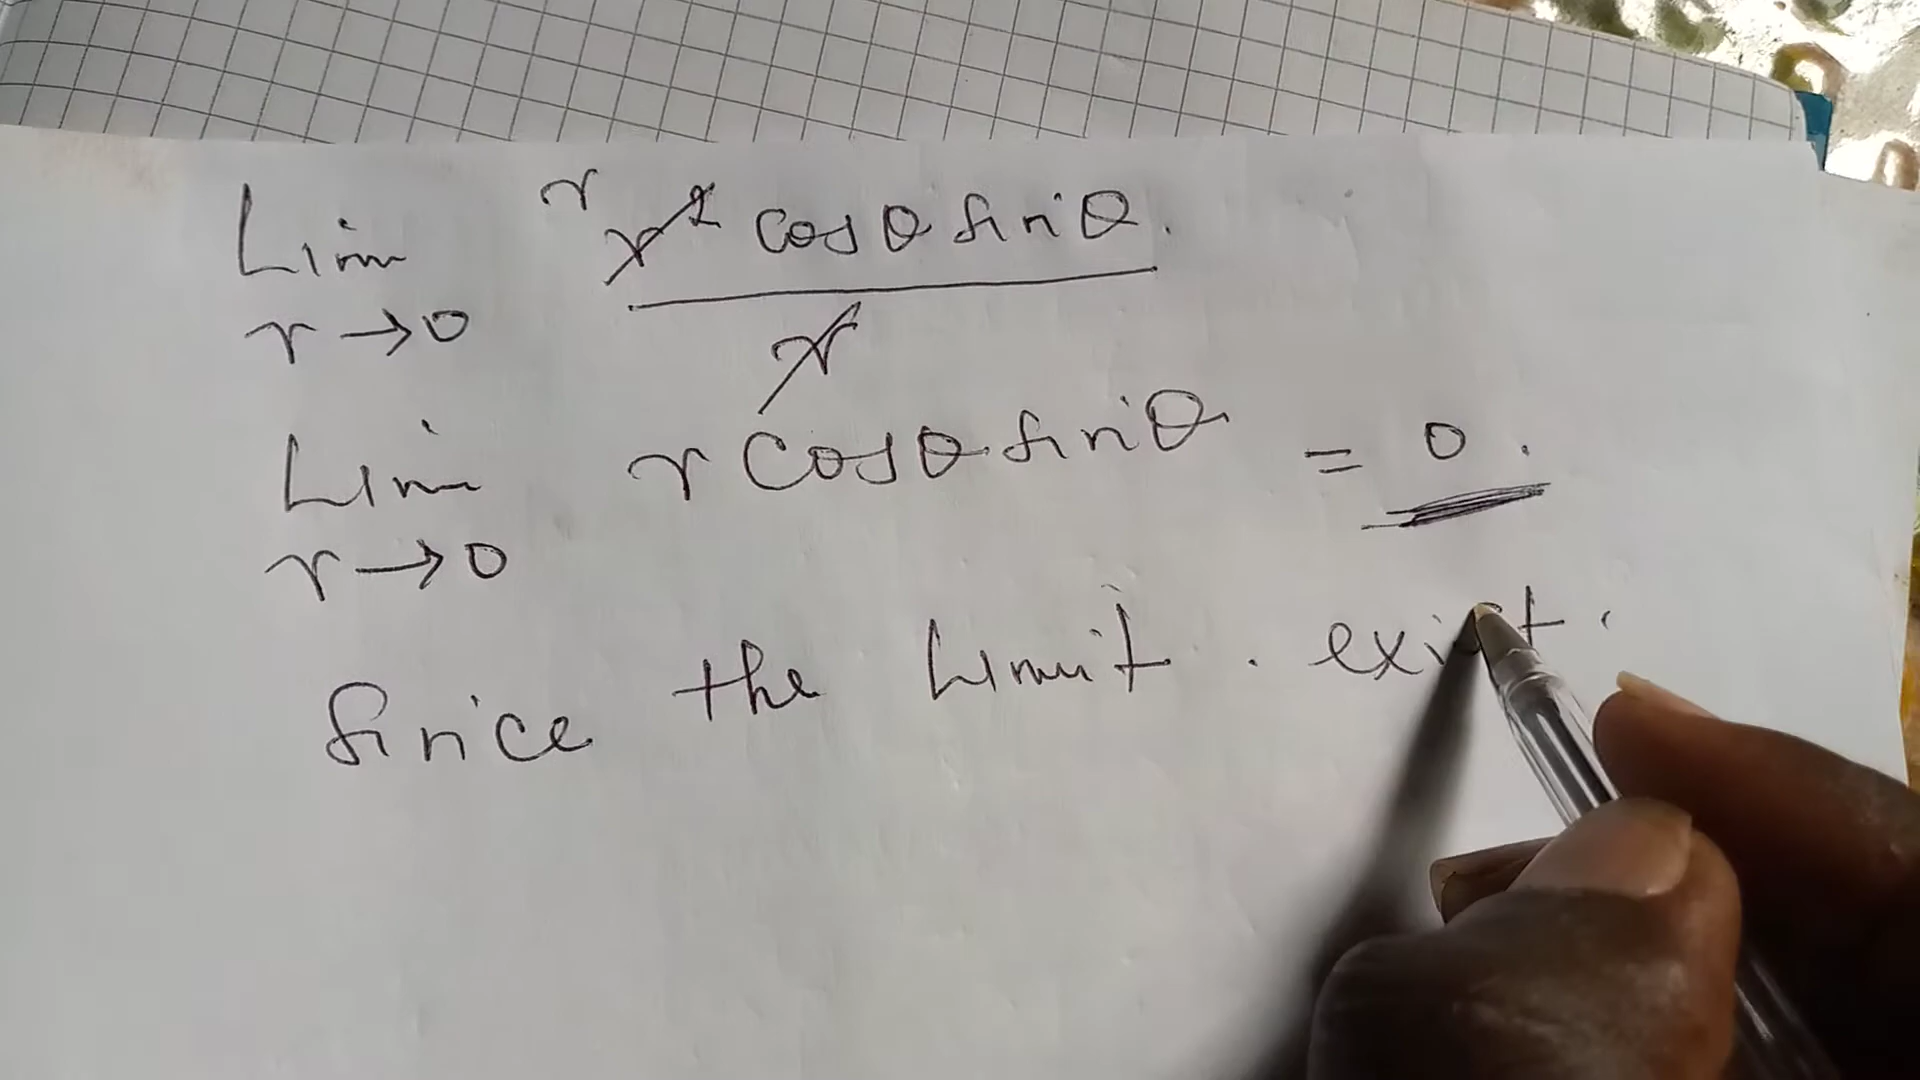 Lim r r² cosθ sinθ.
r→0 r
Lim r cosθ sinθ = 0.
r→0
Since the limit. exist.